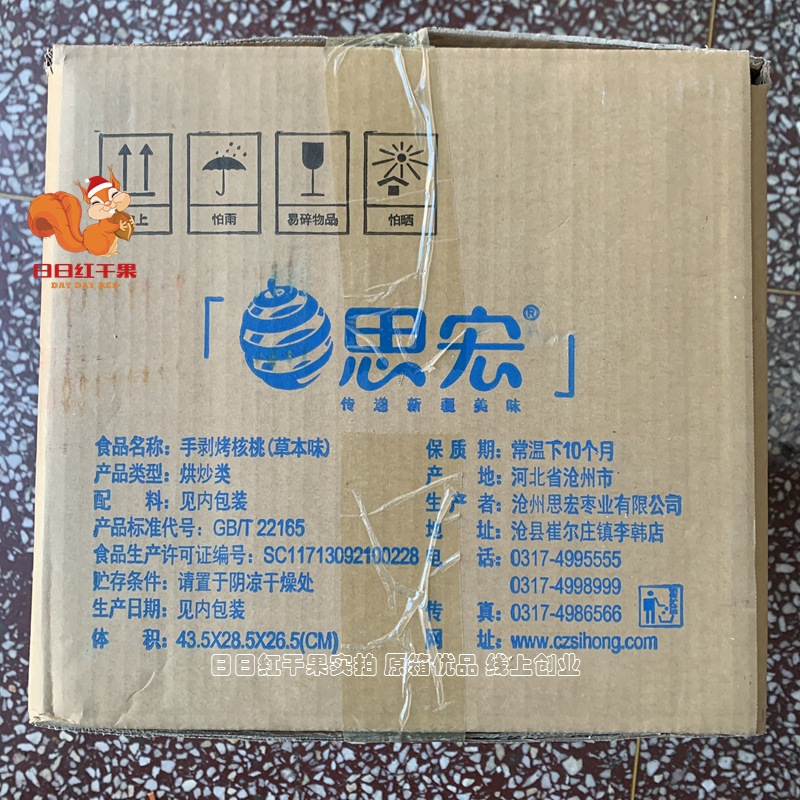 上
怕雨
易碎物品
怕晒
日日红干果
DAY DAY RED
「思宏®」
传递新疆美味
食品名称: 手剥烤核桃(草本味)
产品类型: 烘炒类
配 料: 见内包装
产品标准代号: GB/T 22165
食品生产许可证编号: SC11713092100228
贮存条件: 请置于阴凉干燥处
生产日期: 见内包装
体 积: 43.5X28.5X26.5(CM)
保 质 期: 常温下10个月
产 地: 河北省沧州市
生 产 者: 沧州思宏枣业有限公司
地 址: 沧县崔尔庄镇李韩店
电 话: 0317-4995555
0317-4998999
传 真: 0317-4986566
网 址: www.czsihong.com
日日红干果实拍 原箱优品 线上创业